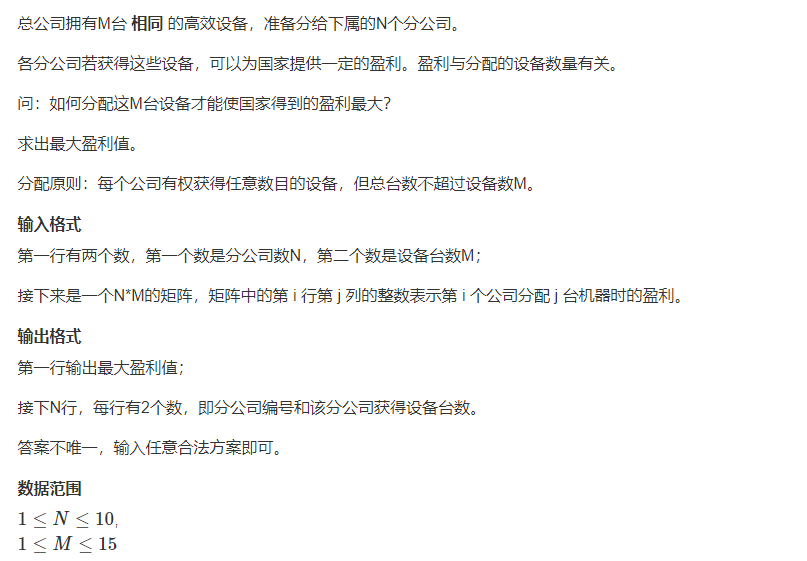 总公司拥有M台 相同 的高效设备，准备分给下属的N个分公司。
各分公司若获得这些设备，可以为国家提供一定的盈利。盈利与分配的设备数量有关。
问：如何分配这M台设备才能使国家得到的盈利最大？
求出最大盈利值。
分配原则：每个公司有权获得任意数目的设备，但总台数不超过设备数M。
输入格式
第一行有两个数，第一个数是分公司数N，第二个数是设备台数M；
接下来是一个N*M的矩阵，矩阵中的第 i 行第 j 列的整数表示第 i 个公司分配 j 台机器时的盈利。
输出格式
第一行输出最大盈利值；
接下N行，每行有2个数，即分公司编号和该分公司获得设备台数。
答案不唯一，输入任意合法方案即可。
数据范围
1 ≤ N ≤ 10,
1 ≤ M ≤ 15